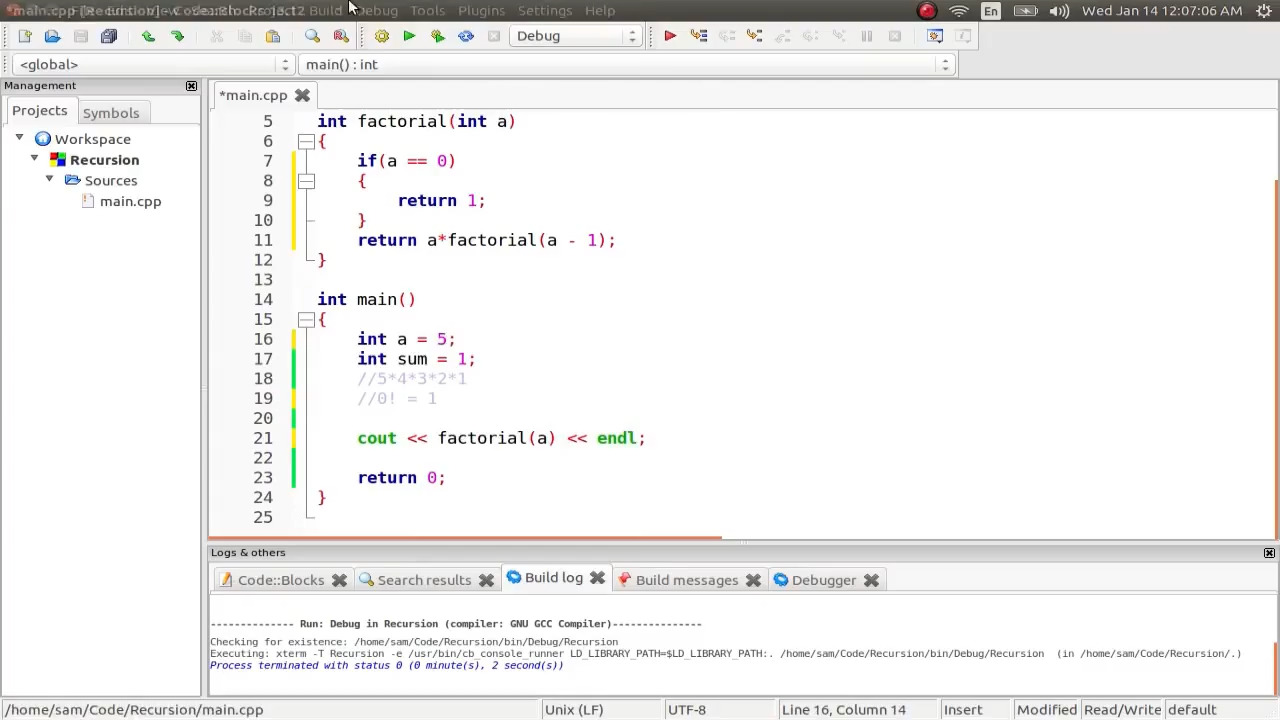 Tools Plugins Settings Help
En
Wed Jan 14 12:07:06 AM
Debug
<global>
main() : int
Management
Projects
Symbols
Workspace
Recursion
Sources
main.cpp
*main.cpp
5 int factorial(int a)
6 {
7 if(a == 0)
8 {
9 return 1;
10 }
11 return a*factorial(a - 1);
12 }
13
14 int main()
15 {
16 int a = 5;
17 int sum = 1;
18 //5*4*3*2*1
19 //0! = 1
20
21 cout << factorial(a) << endl;
22
23 return 0;
24 }
25
Logs & others
Code::Blocks
Search results
Build log
Build messages
Debugger
-------------- Run: Debug in Recursion (compiler: GNU GCC Compiler)---------------
Checking for existence: /home/sam/Code/Recursion/bin/Debug/Recursion
Executing: xterm -T Recursion -e /usr/bin/cb_console_runner LD_LIBRARY_PATH=$LD_LIBRARY_PATH:. /home/sam/Code/Recursion/bin/Debug/Recursion (in /home/sam/Code/Recursion/.)
Process terminated with status 0 (0 minute(s), 2 second(s))
/home/sam/Code/Recursion/main.cpp
Unix (LF)
UTF-8
Line 16, Column 14
Insert
Modified
Read/Write
default